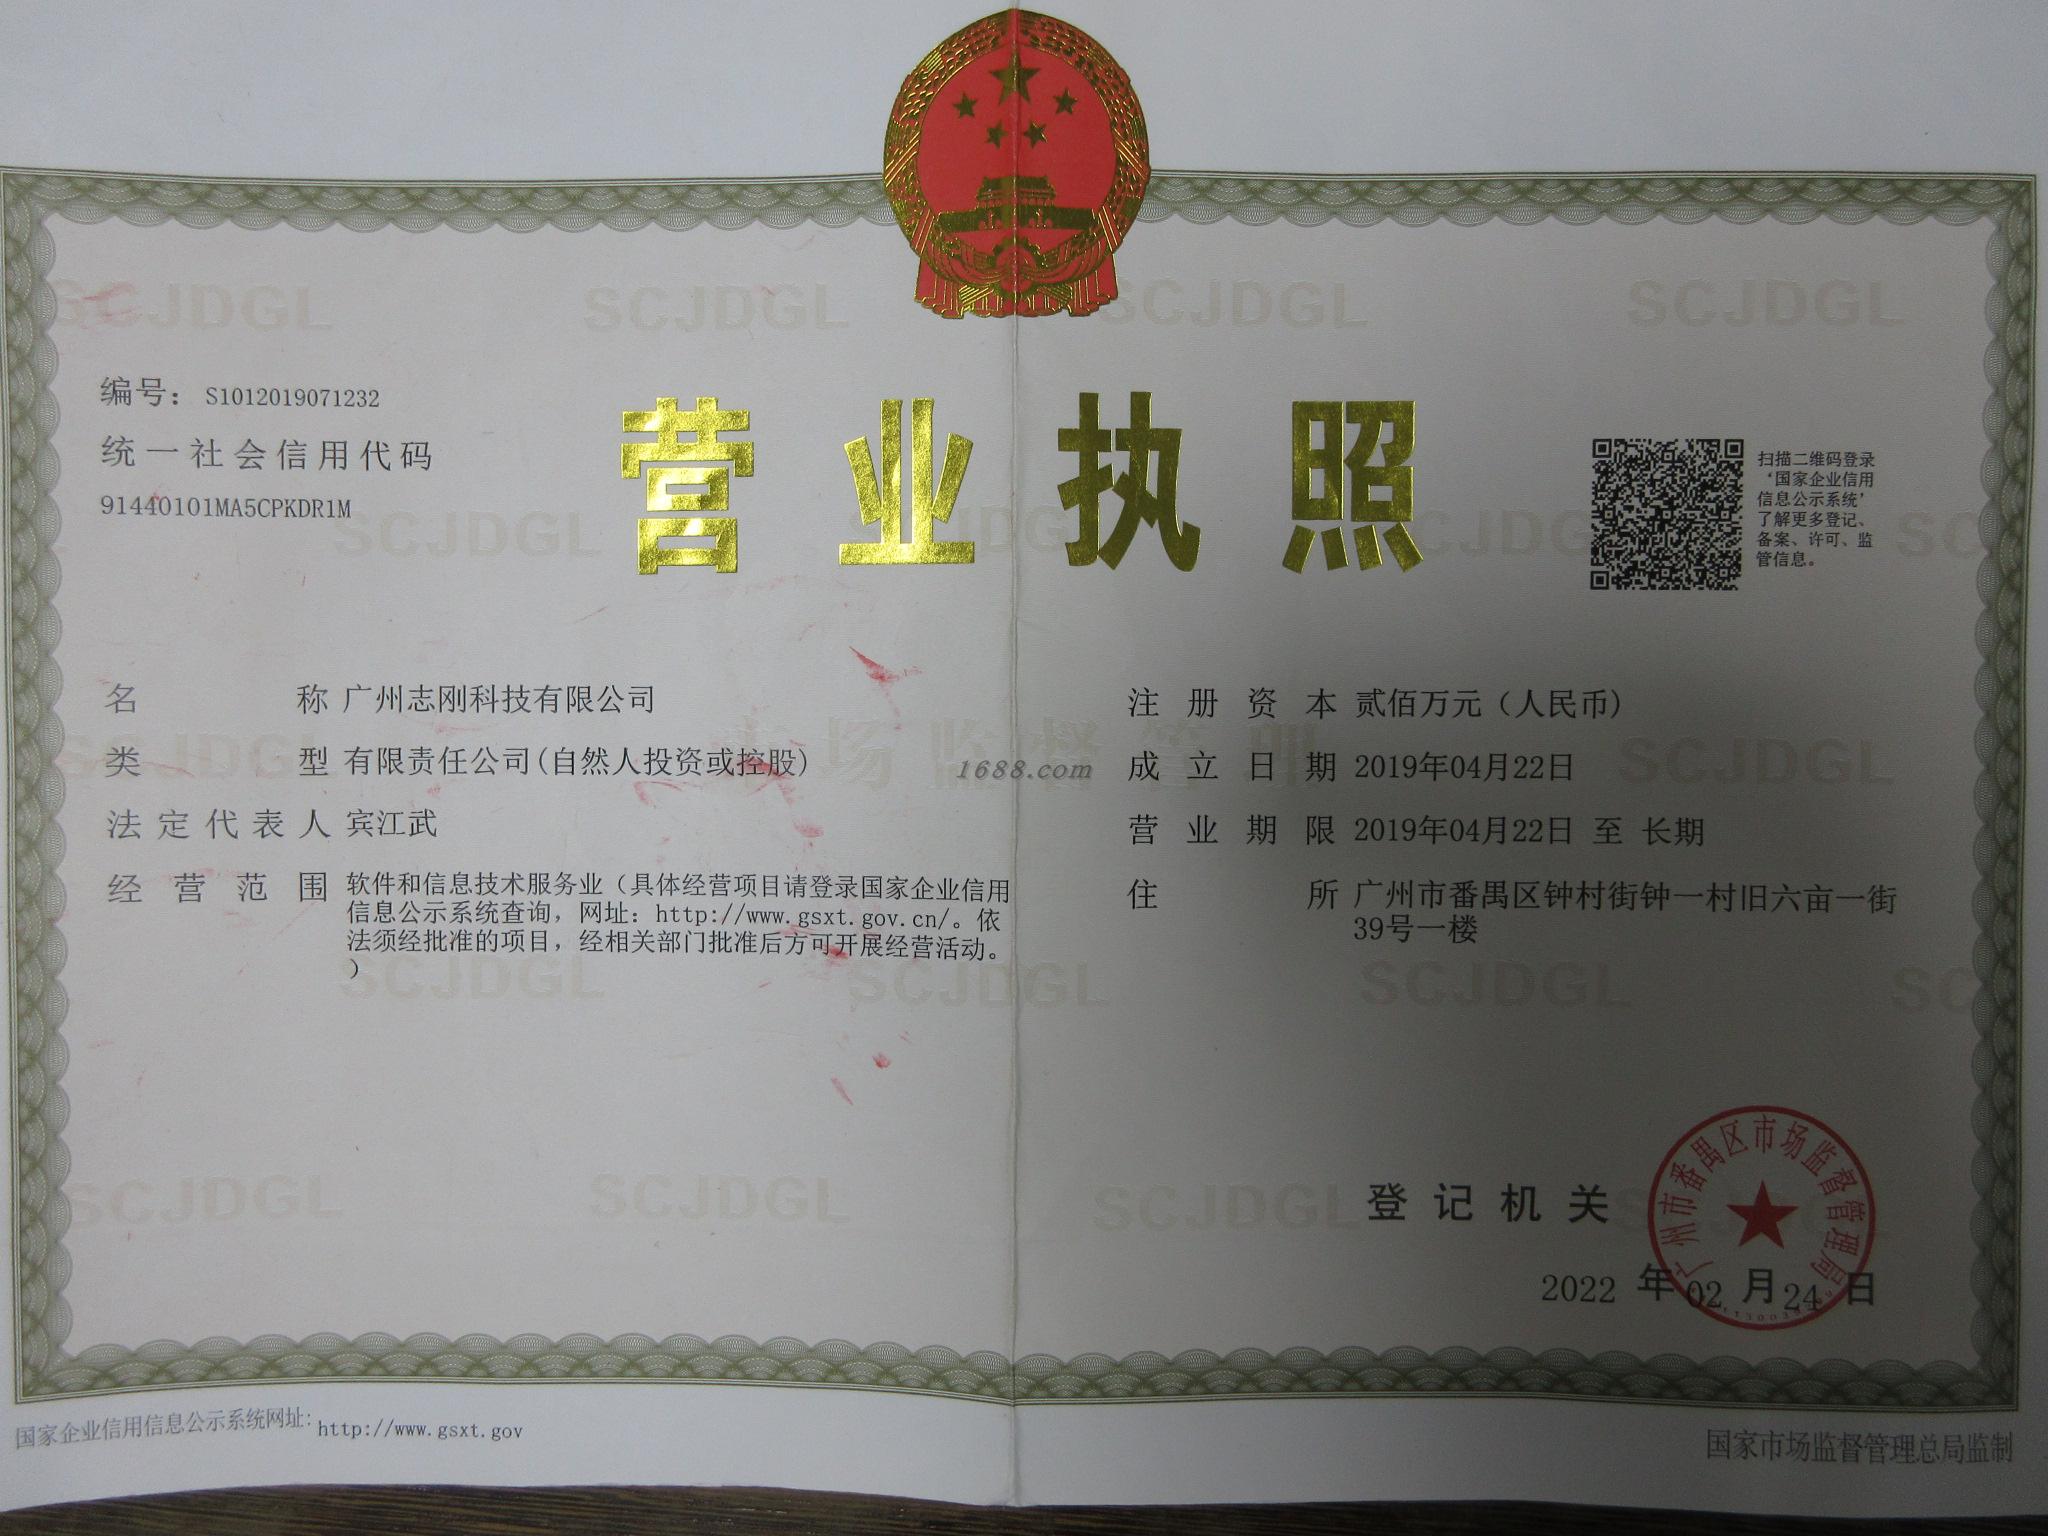 编号： S1012019071232
统一社会信用代码
91440101MA5CPKDR1M
营业执照
扫描二维码登录
‘国家企业信用
信息公示系统’
了解更多登记、
备案、许可、监
管信息。
名称 广州志刚科技有限公司
类型 有限责任公司(自然人投资或控股)
法定代表人 宾江武
经营范围 软件和信息技术服务业（具体经营项目请登录国家企业信用
信息公示系统查询，网址：http://www.gsxt.gov.cn/。依
法须经批准的项目，经相关部门批准后方可开展经营活动。
）
注册资本 贰佰万元（人民币）
成立日期 2019年04月22日
营业期限 2019年04月22日 至 长期
住所 广州市番禺区钟村街钟一村旧六亩一街
39号一楼
1688.com
市场监督管理
SCJDGL
登记机关
广州市番禺区市场监督管理局
2022 年 02 月 24 日
国家企业信用信息公示系统网址：http://www.gsxt.gov
国家市场监督管理总局监制